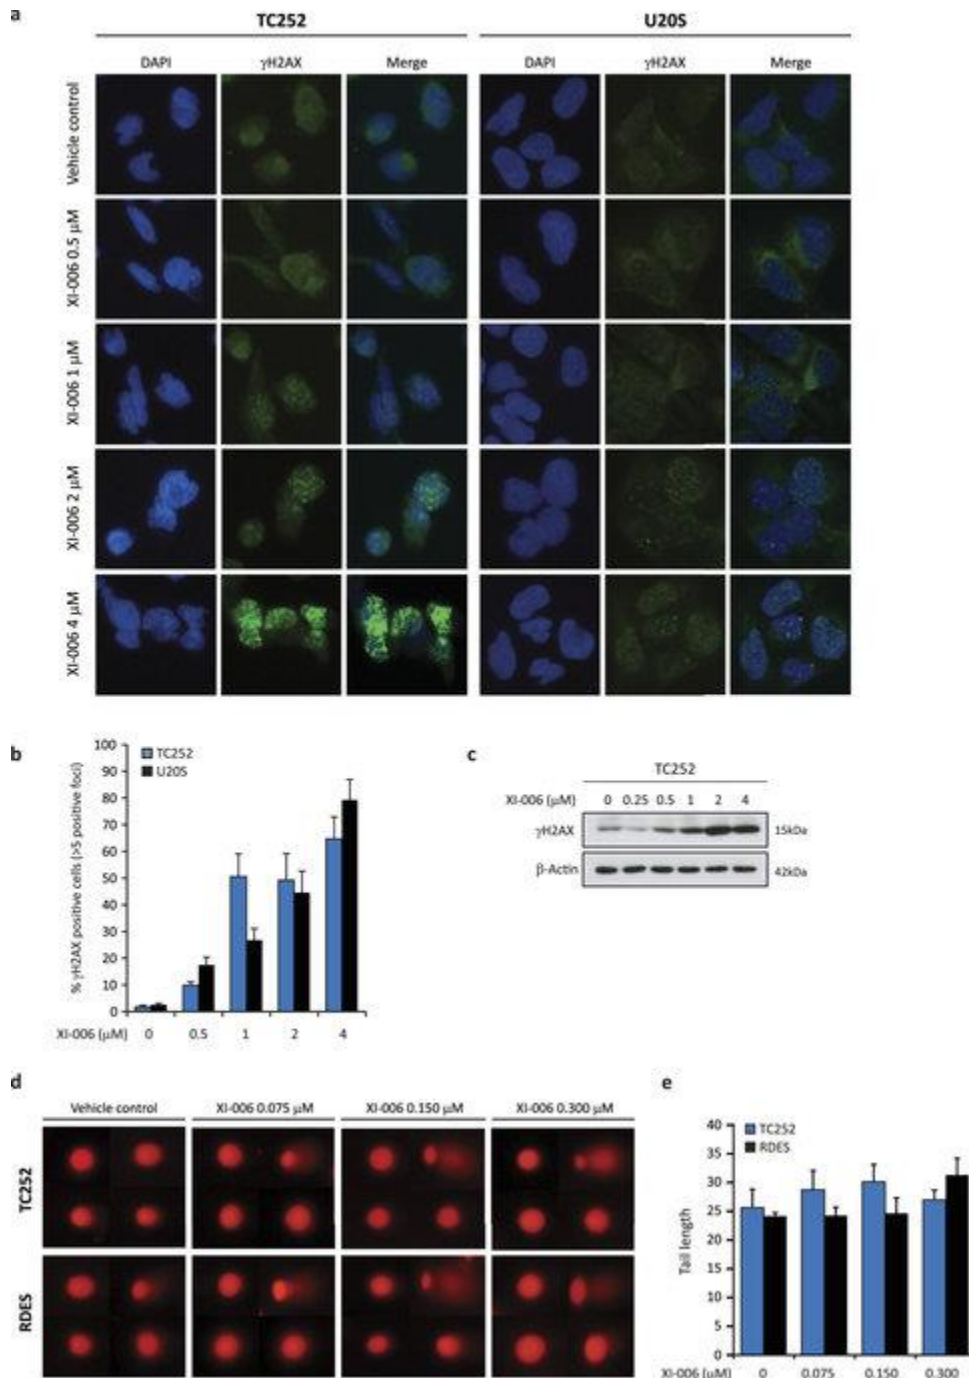 a
TC252 U20S
DAPI γH2AX Merge DAPI γH2AX Merge
Vehicle control
XI-006 0.5 μM
XI-006 1 μM
XI-006 2 μM
XI-006 4 μM
b
% γH2AX positive cells (>5 positive foci)
100
90
80
70
60
50
40
30
20
10
0
TC252
U20S
XI-006 (μM) 0 0.5 1 2 4
c
TC252
XI-006 (μM) 0 0.25 0.5 1 2 4
γH2AX 15kDa
β-Actin 42kDa
d
Vehicle control XI-006 0.075 μM XI-006 0.150 μM XI-006 0.300 μM
TC252
RDES
e
Tail length
40
35
30
25
20
15
10
5
0
TC252
RDES
XI-006 (μM) 0 0.075 0.150 0.300